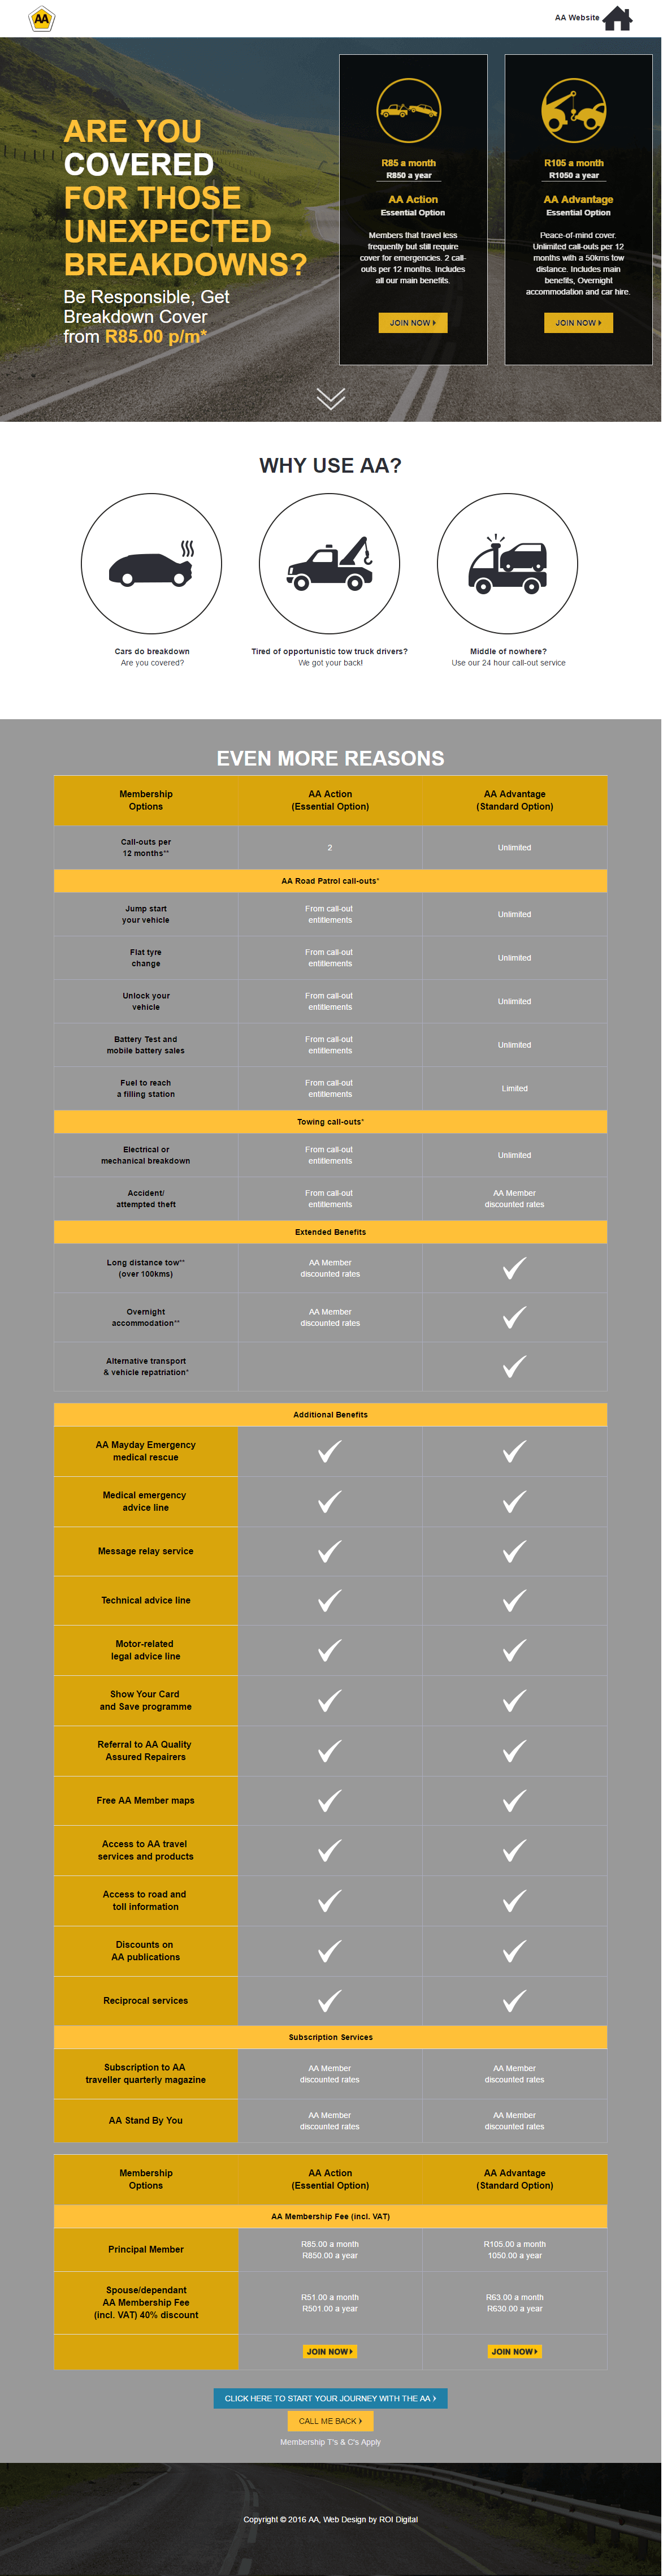 AA
AA Website
ARE YOU
COVERED
FOR THOSE
UNEXPECTED
BREAKDOWNS?
Be Responsible, Get
Breakdown Cover
from R85.00 p/m*
R85 a month
R850 a year
AA Action
Essential Option
Members that travel less
frequently but still require
cover for emergencies. 2 call-
outs per 12 months. Includes
all our main benefits.
JOIN NOW
R105 a month
R1050 a year
AA Advantage
Essential Option
Peace-of-mind cover.
Unlimited call-outs per 12
months with a 50kms tow
distance. Includes main
benefits, Overnight
accommodation and car hire.
JOIN NOW
WHY USE AA?
Cars do breakdown
Are you covered?
Tired of opportunistic tow truck drivers?
We got your back!
Middle of nowhere?
Use our 24 hour call-out service
EVEN MORE REASONS
Membership
Options
AA Action
(Essential Option)
AA Advantage
(Standard Option)
Call-outs per
12 months**
2
Unlimited
AA Road Patrol call-outs*
Jump start
your vehicle
From call-out
entitlements
Unlimited
Flat tyre
change
From call-out
entitlements
Unlimited
Unlock your
vehicle
From call-out
entitlements
Unlimited
Battery Test and
mobile battery sales
From call-out
entitlements
Unlimited
Fuel to reach
a filling station
From call-out
entitlements
Limited
Towing call-outs*
Electrical or
mechanical breakdown
From call-out
entitlements
Unlimited
Accident/
attempted theft
From call-out
entitlements
AA Member
discounted rates
Extended Benefits
Long distance tow**
(over 100kms)
AA Member
discounted rates
Overnight
accommodation**
AA Member
discounted rates
Alternative transport
& vehicle repatriation*
Additional Benefits
AA Mayday Emergency
medical rescue
Medical emergency
advice line
Message relay service
Technical advice line
Motor-related
legal advice line
Show Your Card
and Save programme
Referral to AA Quality
Assured Repairers
Free AA Member maps
Access to AA travel
services and products
Access to road and
toll information
Discounts on
AA publications
Reciprocal services
Subscription Services
Subscription to AA
traveller quarterly magazine
AA Member
discounted rates
AA Member
discounted rates
AA Stand By You
AA Member
discounted rates
AA Member
discounted rates
Membership
Options
AA Action
(Essential Option)
AA Advantage
(Standard Option)
AA Membership Fee (incl. VAT)
Principal Member
R85.00 a month
R850.00 a year
R105.00 a month
1050.00 a year
Spouse/dependant
AA Membership Fee
(incl. VAT) 40% discount
R51.00 a month
R501.00 a year
R63.00 a month
R630.00 a year
JOIN NOW
JOIN NOW
CLICK HERE TO START YOUR JOURNEY WITH THE AA
CALL ME BACK
Membership T's & C's Apply
Copyright © 2016 AA, Web Design by ROI Digital